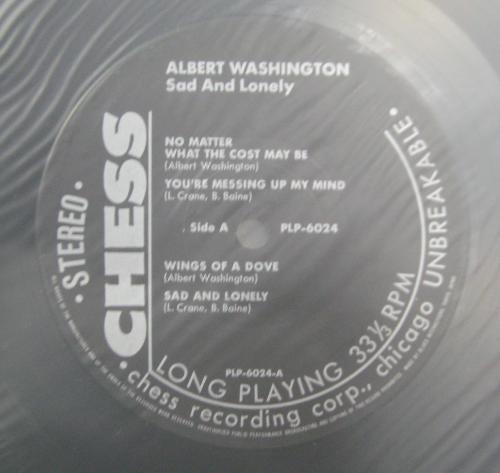 ALBERT WASHINGTON
Sad And Lonely
NO MATTER
WHAT THE COST MAY BE
(Albert Washington)
YOU'RE MESSING UP MY MIND
(L. Crane, B. Baine)
. Side A PLP-6024
WINGS OF A DOVE
(Albert Washington)
SAD AND LONELY
(L. Crane, B. Baine)
PLP-6024-A
• STEREO •
CHESS
LONG PLAYING 33⅓ RPM
• chess recording corp., chicago UNBREAKABLE •